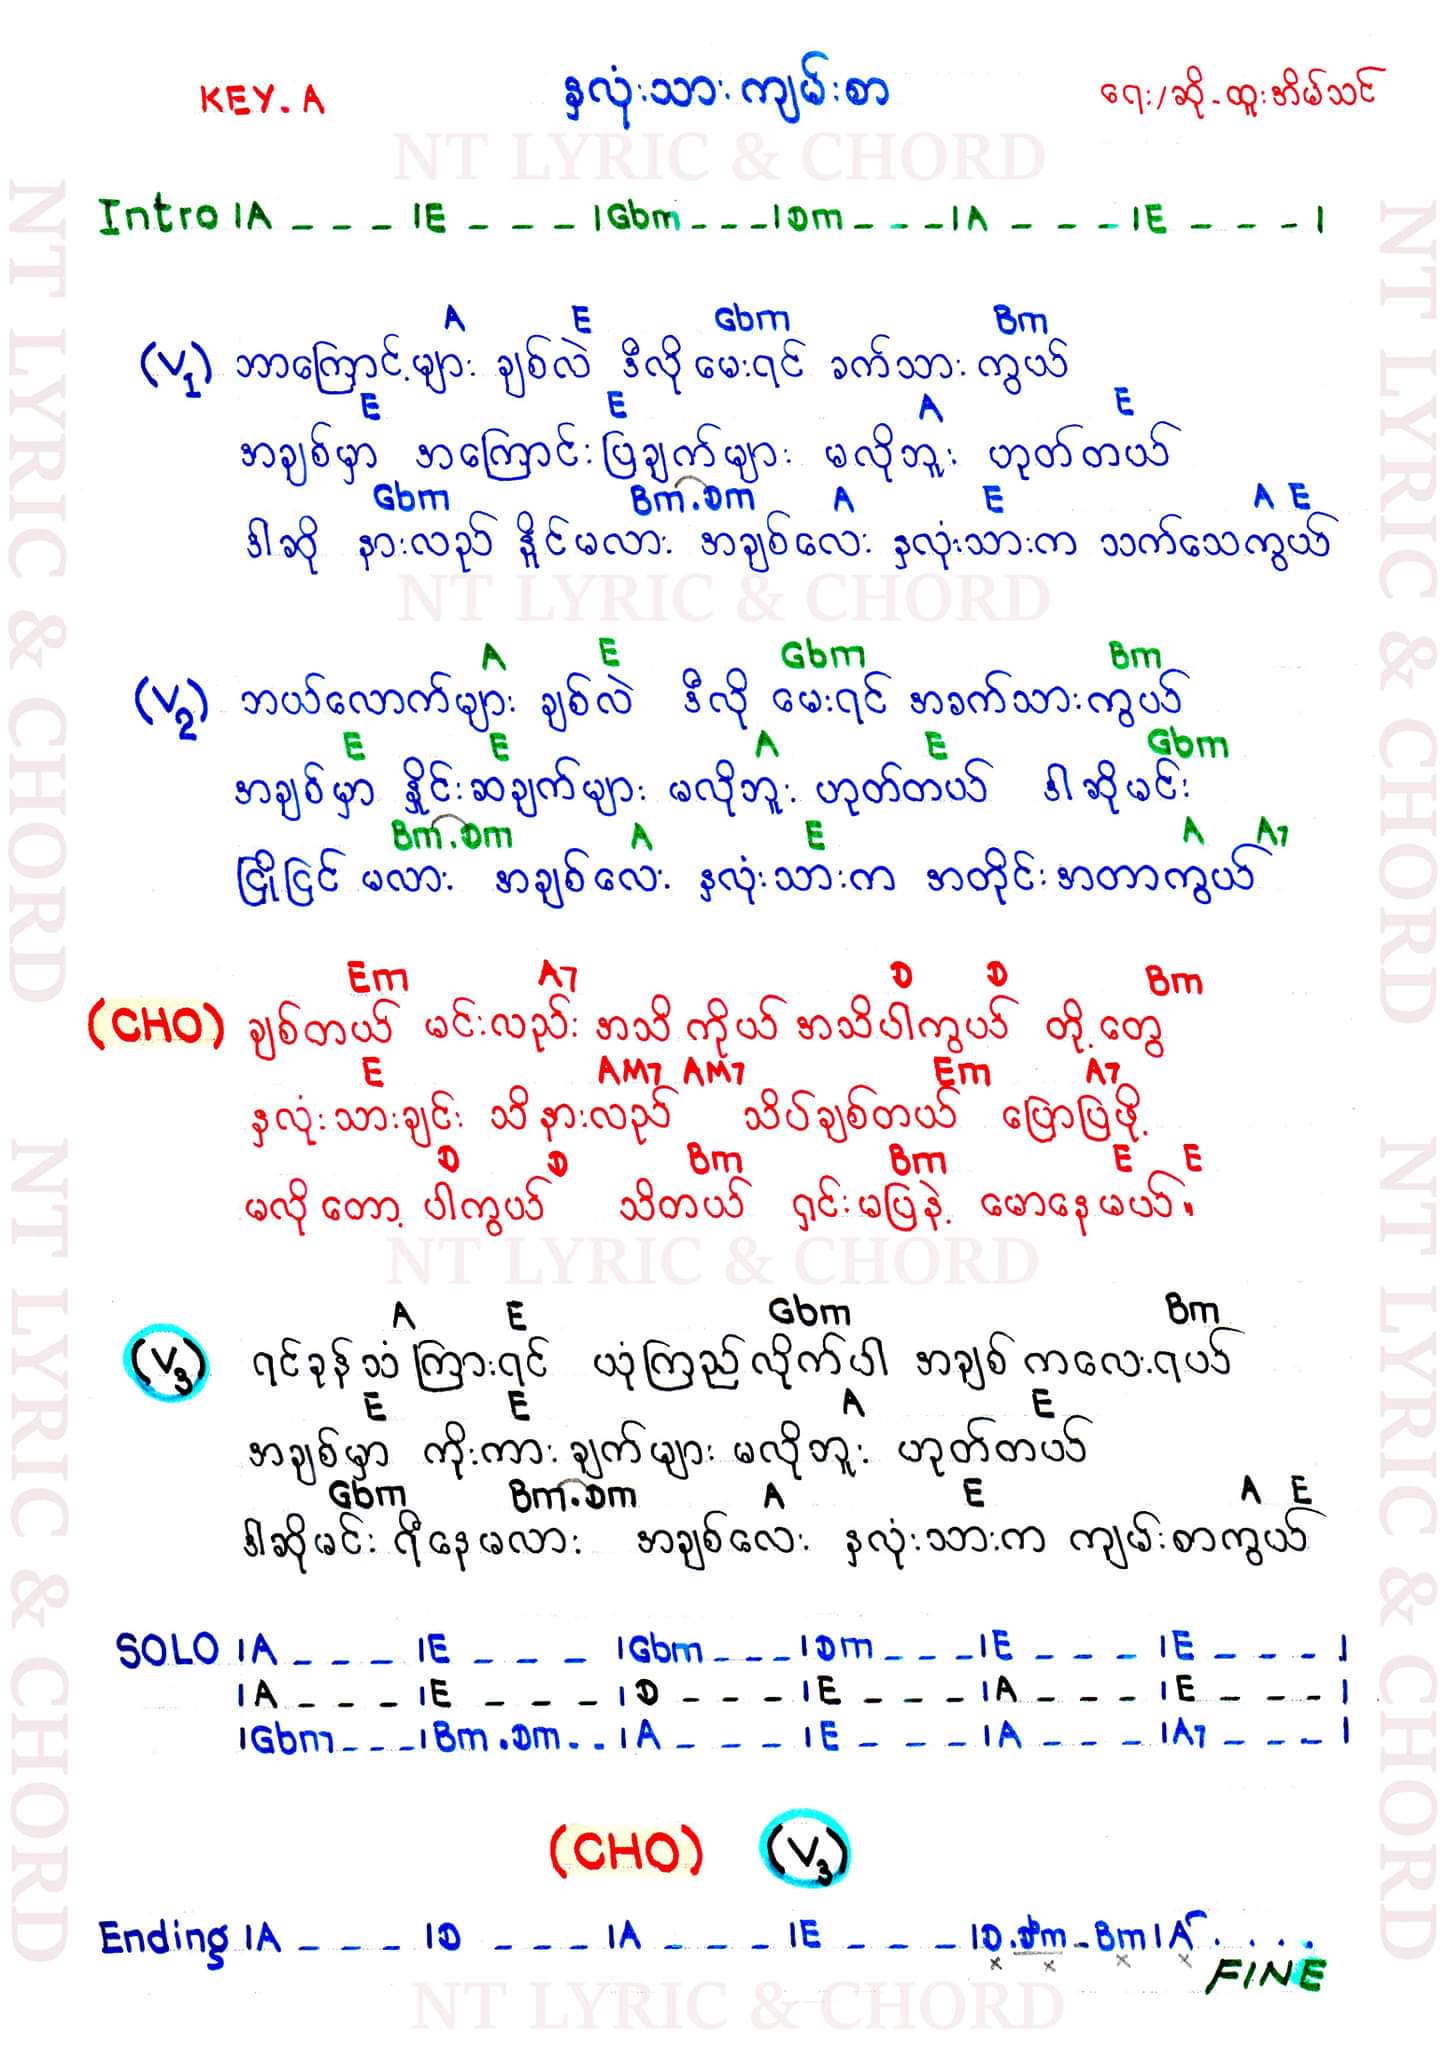 KEY. A
နှလုံးသားကျမ်းစာ
ရေး/ဆို - ထူးအိမ်သင်
NT LYRIC & CHORD
Intro |A _ _ _ |E _ _ _ |Gbm _ _ _ |Dm _ _ _ |A _ _ _ |E _ _ _ |
A E Gbm Bm
(V1) ဘာကြောင့်များ ချစ်လဲ ဒီလိုမေးရင် ခက်သားကွယ်
E E A E
အချစ်မှာ အကြောင်းပြချက်များ မလိုဘူး ဟုတ်တယ်
Gbm Bm.Dm A E A E
ဒါဆို နားလည် နိုင်မလား အချစ်လေး နှလုံးသားက သက်သေကွယ်
NT LYRIC & CHORD
A E Gbm Bm
(V2) ဘယ်လောက်များ ချစ်လဲ ဒီလို မေးရင် အခက်သားကွယ်
E E A E Gbm
အချစ်မှာ နှိုင်းဆချက်များ မလိုဘူး ဟုတ်တယ် ဒါဆိုမင်း
Bm.Dm A E A A7
ငြိုငြင် မလား အချစ်လေး နှလုံးသားက အတိုင်းအတာကွယ်
Em A7 D D Bm
(CHO) ချစ်တယ် မင်းလည်း အသိ ကိုယ် အသိပါကွယ် တို့တွေ
E AM7 AM7 Em A7
နှလုံးသားချင်း သိနားလည် သိပ်ချစ်တယ် ပြောပြဖို့
D D Bm Bm E E
မလိုတော့ ပါကွယ် သိတယ် ရှင်းမပြနဲ့ မောနေမယ်။
NT LYRIC & CHORD
A E Gbm Bm
(V3) ရင်ခုန်သံကြားရင် ယုံကြည်လိုက်ပါ အချစ် ကလေးရယ်
E E A E
အချစ်မှာ ကိုးကားချက်များ မလိုဘူး ဟုတ်တယ်
Gbm Bm.Dm A E A E
ဒါဆိုမင်း ရီနေမလား အချစ်လေး နှလုံးသားက ကျမ်းစာကွယ်
SOLO |A _ _ _ |E _ _ _ |Gbm _ _ _ |Dm _ _ _ |E _ _ _ |E _ _ _ |
|A _ _ _ |E _ _ _ |D _ _ _ |E _ _ _ |A _ _ _ |E _ _ _ |
|Gbm _ _ _ |Bm . Dm . . |A _ _ _ |E _ _ _ |A _ _ _ |A7 _ _ _ |
(CHO) (V3)
Ending |A _ _ _ |D _ _ _ |A _ _ _ |E _ _ _ |D . Dm - Bm |A . . . .
FINE
NT LYRIC & CHORD
NT LYRIC & CHORD
NT LYRIC & CHORD
NT LYRIC & CHORD
NT LYRIC & CHORD